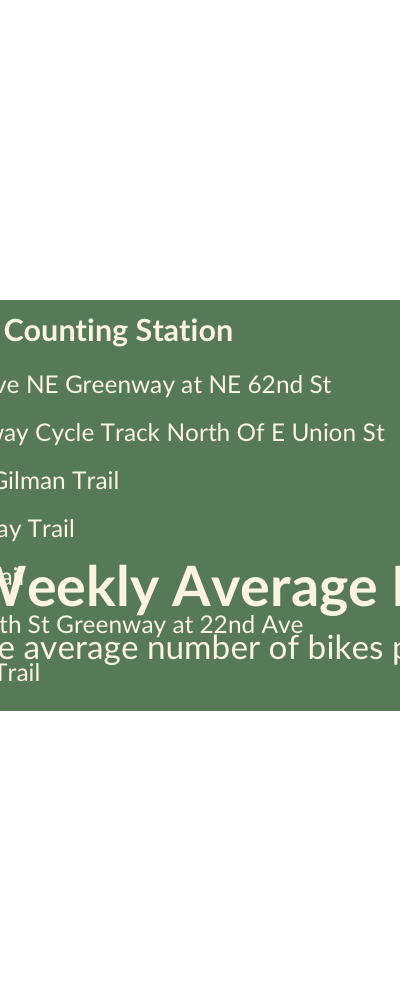 Counting Station
ve NE Greenway at NE 62nd St
way Cycle Track North Of E Union St
Gilman Trail
ay Trail
Weekly Average
th St Greenway at 22nd Ave
e average number of bikes p
Trail